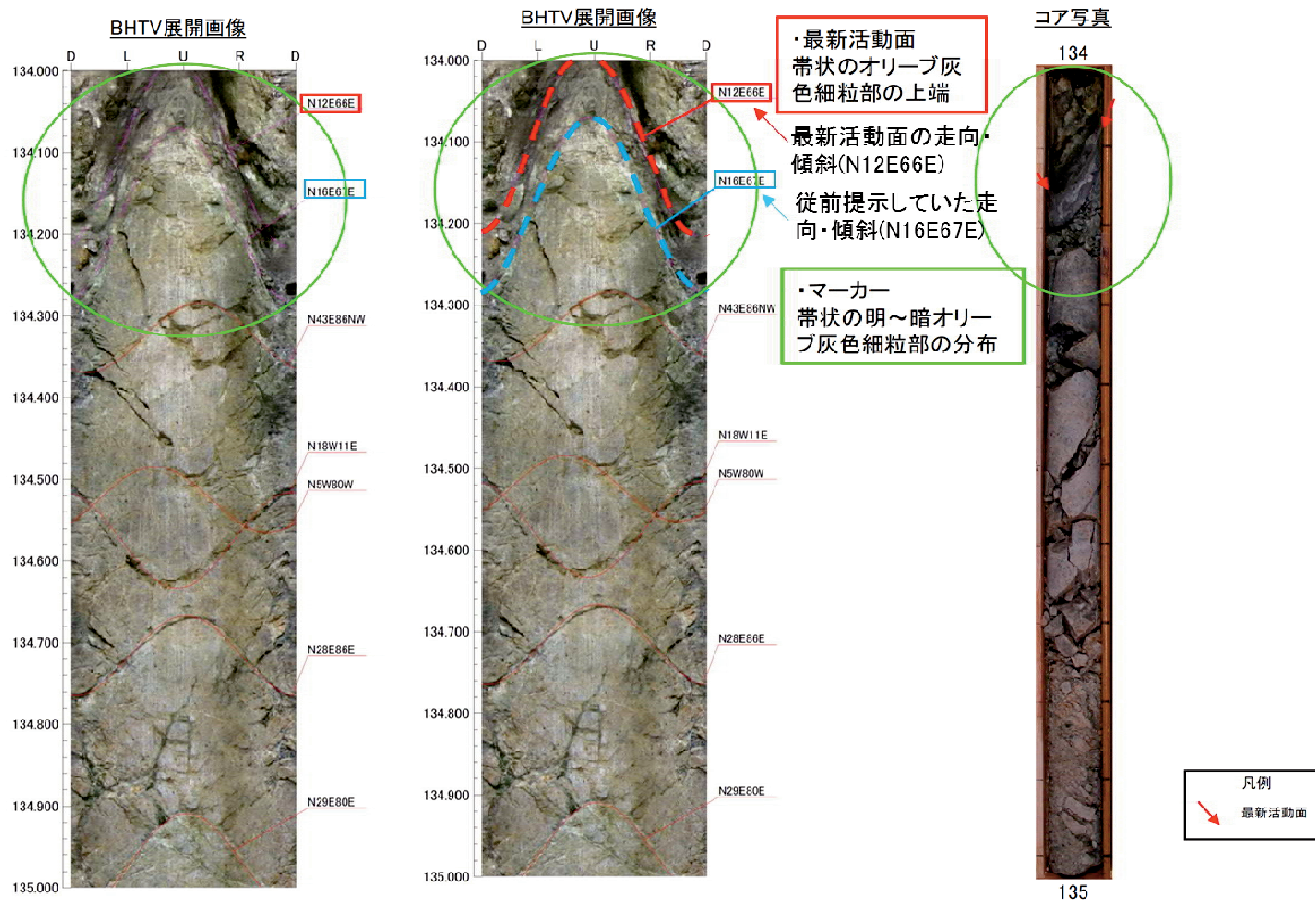 BHTV展開画像
D L U R D
134.000
134.100
134.200
134.300
134.400
134.500
134.600
134.700
134.800
134.900
135.000
N12E66E
N16E67E
N43E86NW
N18W11E
N5W80W
N28E86E
N29E80E
BHTV展開画像
D L U R D
134.000
134.100
134.200
134.300
134.400
134.500
134.600
134.700
134.800
134.900
135.000
N12E66E
N16E67E
N43E86NW
N18W11E
N5W80W
N28E86E
N29E80E
・最新活動面
帯状のオリーブ灰
色細粒部の上端
最新活動面の走向・
傾斜(N12E66E)
従前提示していた走
向・傾斜(N16E67E)
・マーカー
帯状の明～暗オリー
ブ灰色細粒部の分布
コア写真
134
135
凡例
最新活動面